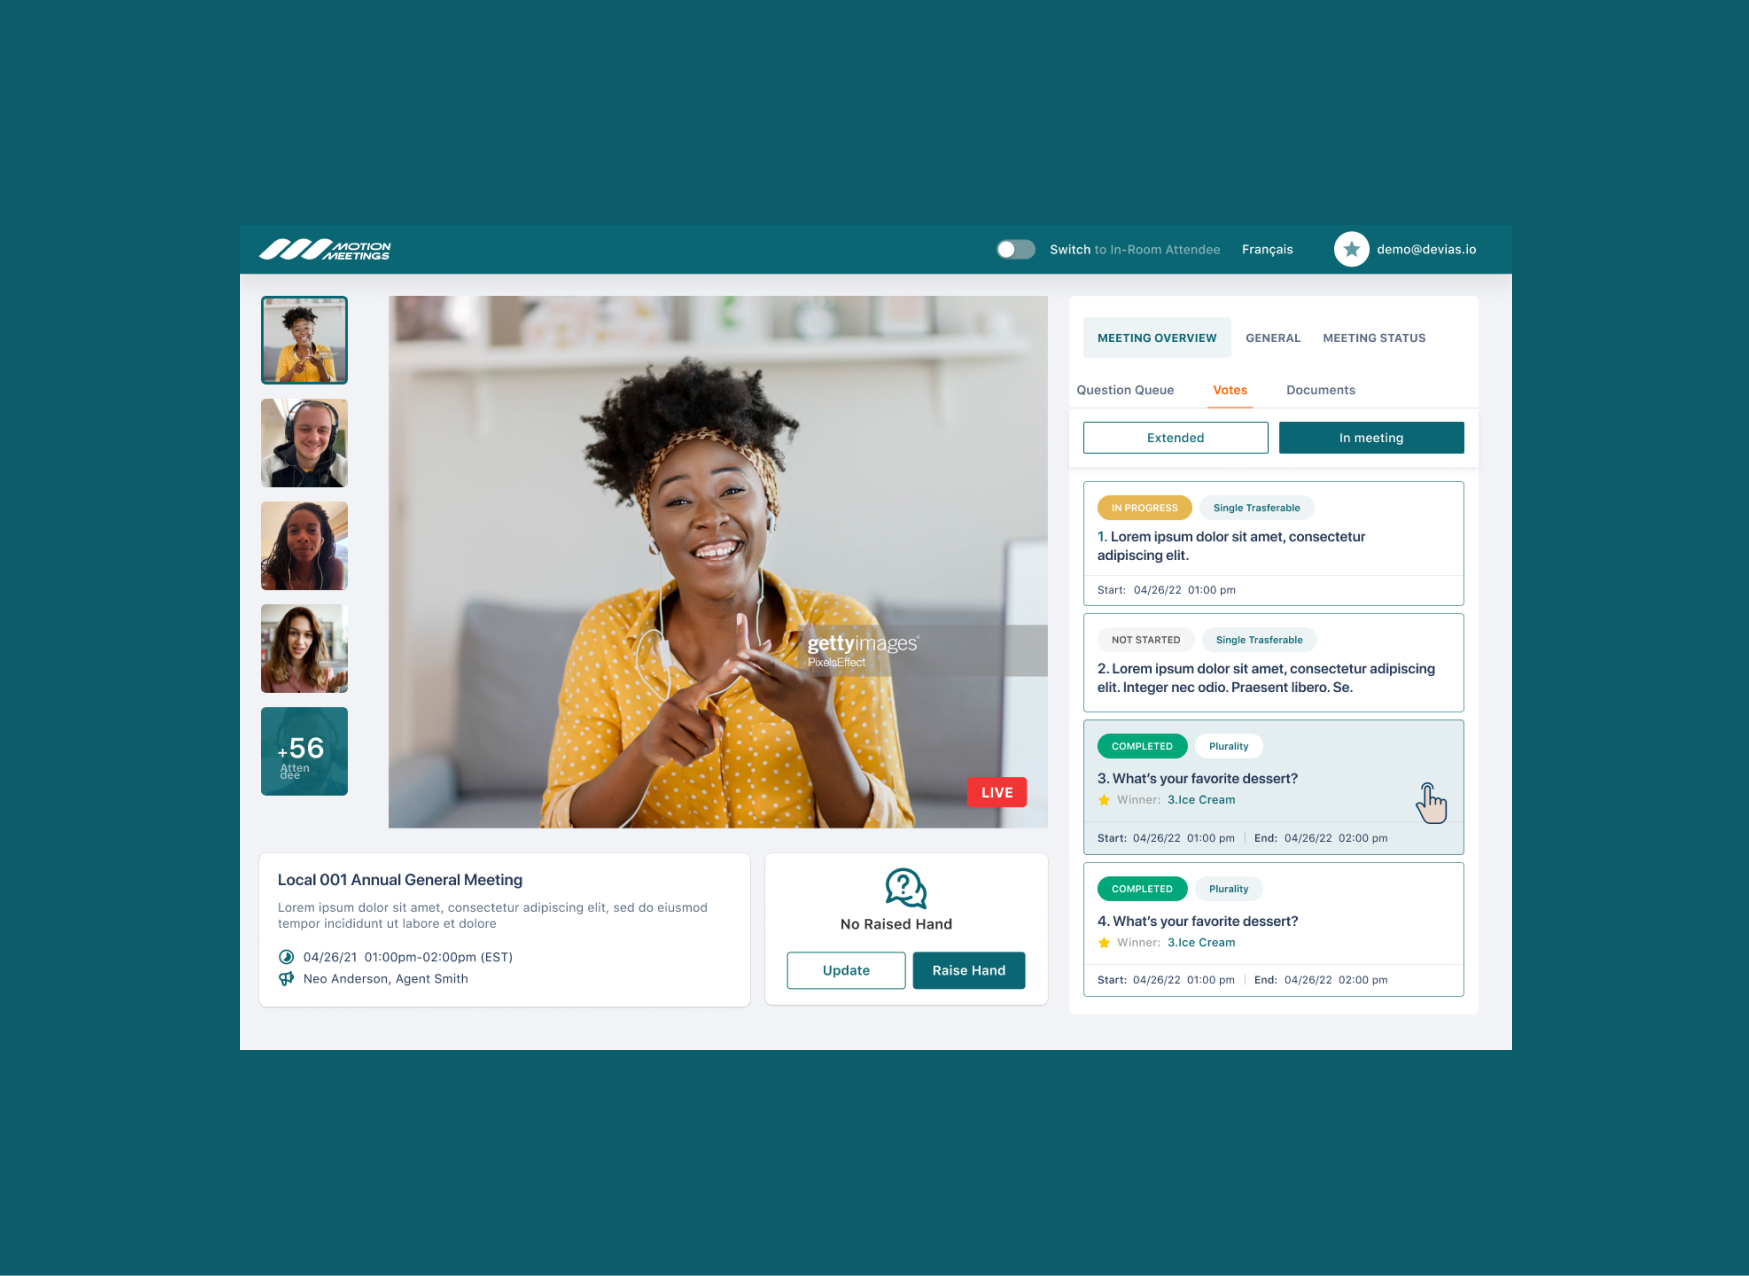 MOTION
MEETINGS
Switch to In-Room Attendee
Français
demo@devias.io
+56
Atten
dee
gettyimages®
PixelsEffect
LIVE
Local 001 Annual General Meeting
Lorem ipsum dolor sit amet, consectetur adipiscing elit, sed do eiusmod
tempor incididunt ut labore et dolore
04/26/21 01:00pm-02:00pm (EST)
Neo Anderson, Agent Smith
No Raised Hand
Update
Raise Hand
MEETING OVERVIEW
GENERAL
MEETING STATUS
Question Queue
Votes
Documents
Extended
In meeting
IN PROGRESS
Single Trasferable
1. Lorem ipsum dolor sit amet, consectetur
adipiscing elit.
Start: 04/26/22 01:00 pm
NOT STARTED
Single Trasferable
2. Lorem ipsum dolor sit amet, consectetur adipiscing
elit. Integer nec odio. Praesent libero. Se.
COMPLETED
Plurality
3. What's your favorite dessert?
Winner: 3.Ice Cream
Start: 04/26/22 01:00 pm | End: 04/26/22 02:00 pm
COMPLETED
Plurality
4. What's your favorite dessert?
Winner: 3.Ice Cream
Start: 04/26/22 01:00 pm | End: 04/26/22 02:00 pm